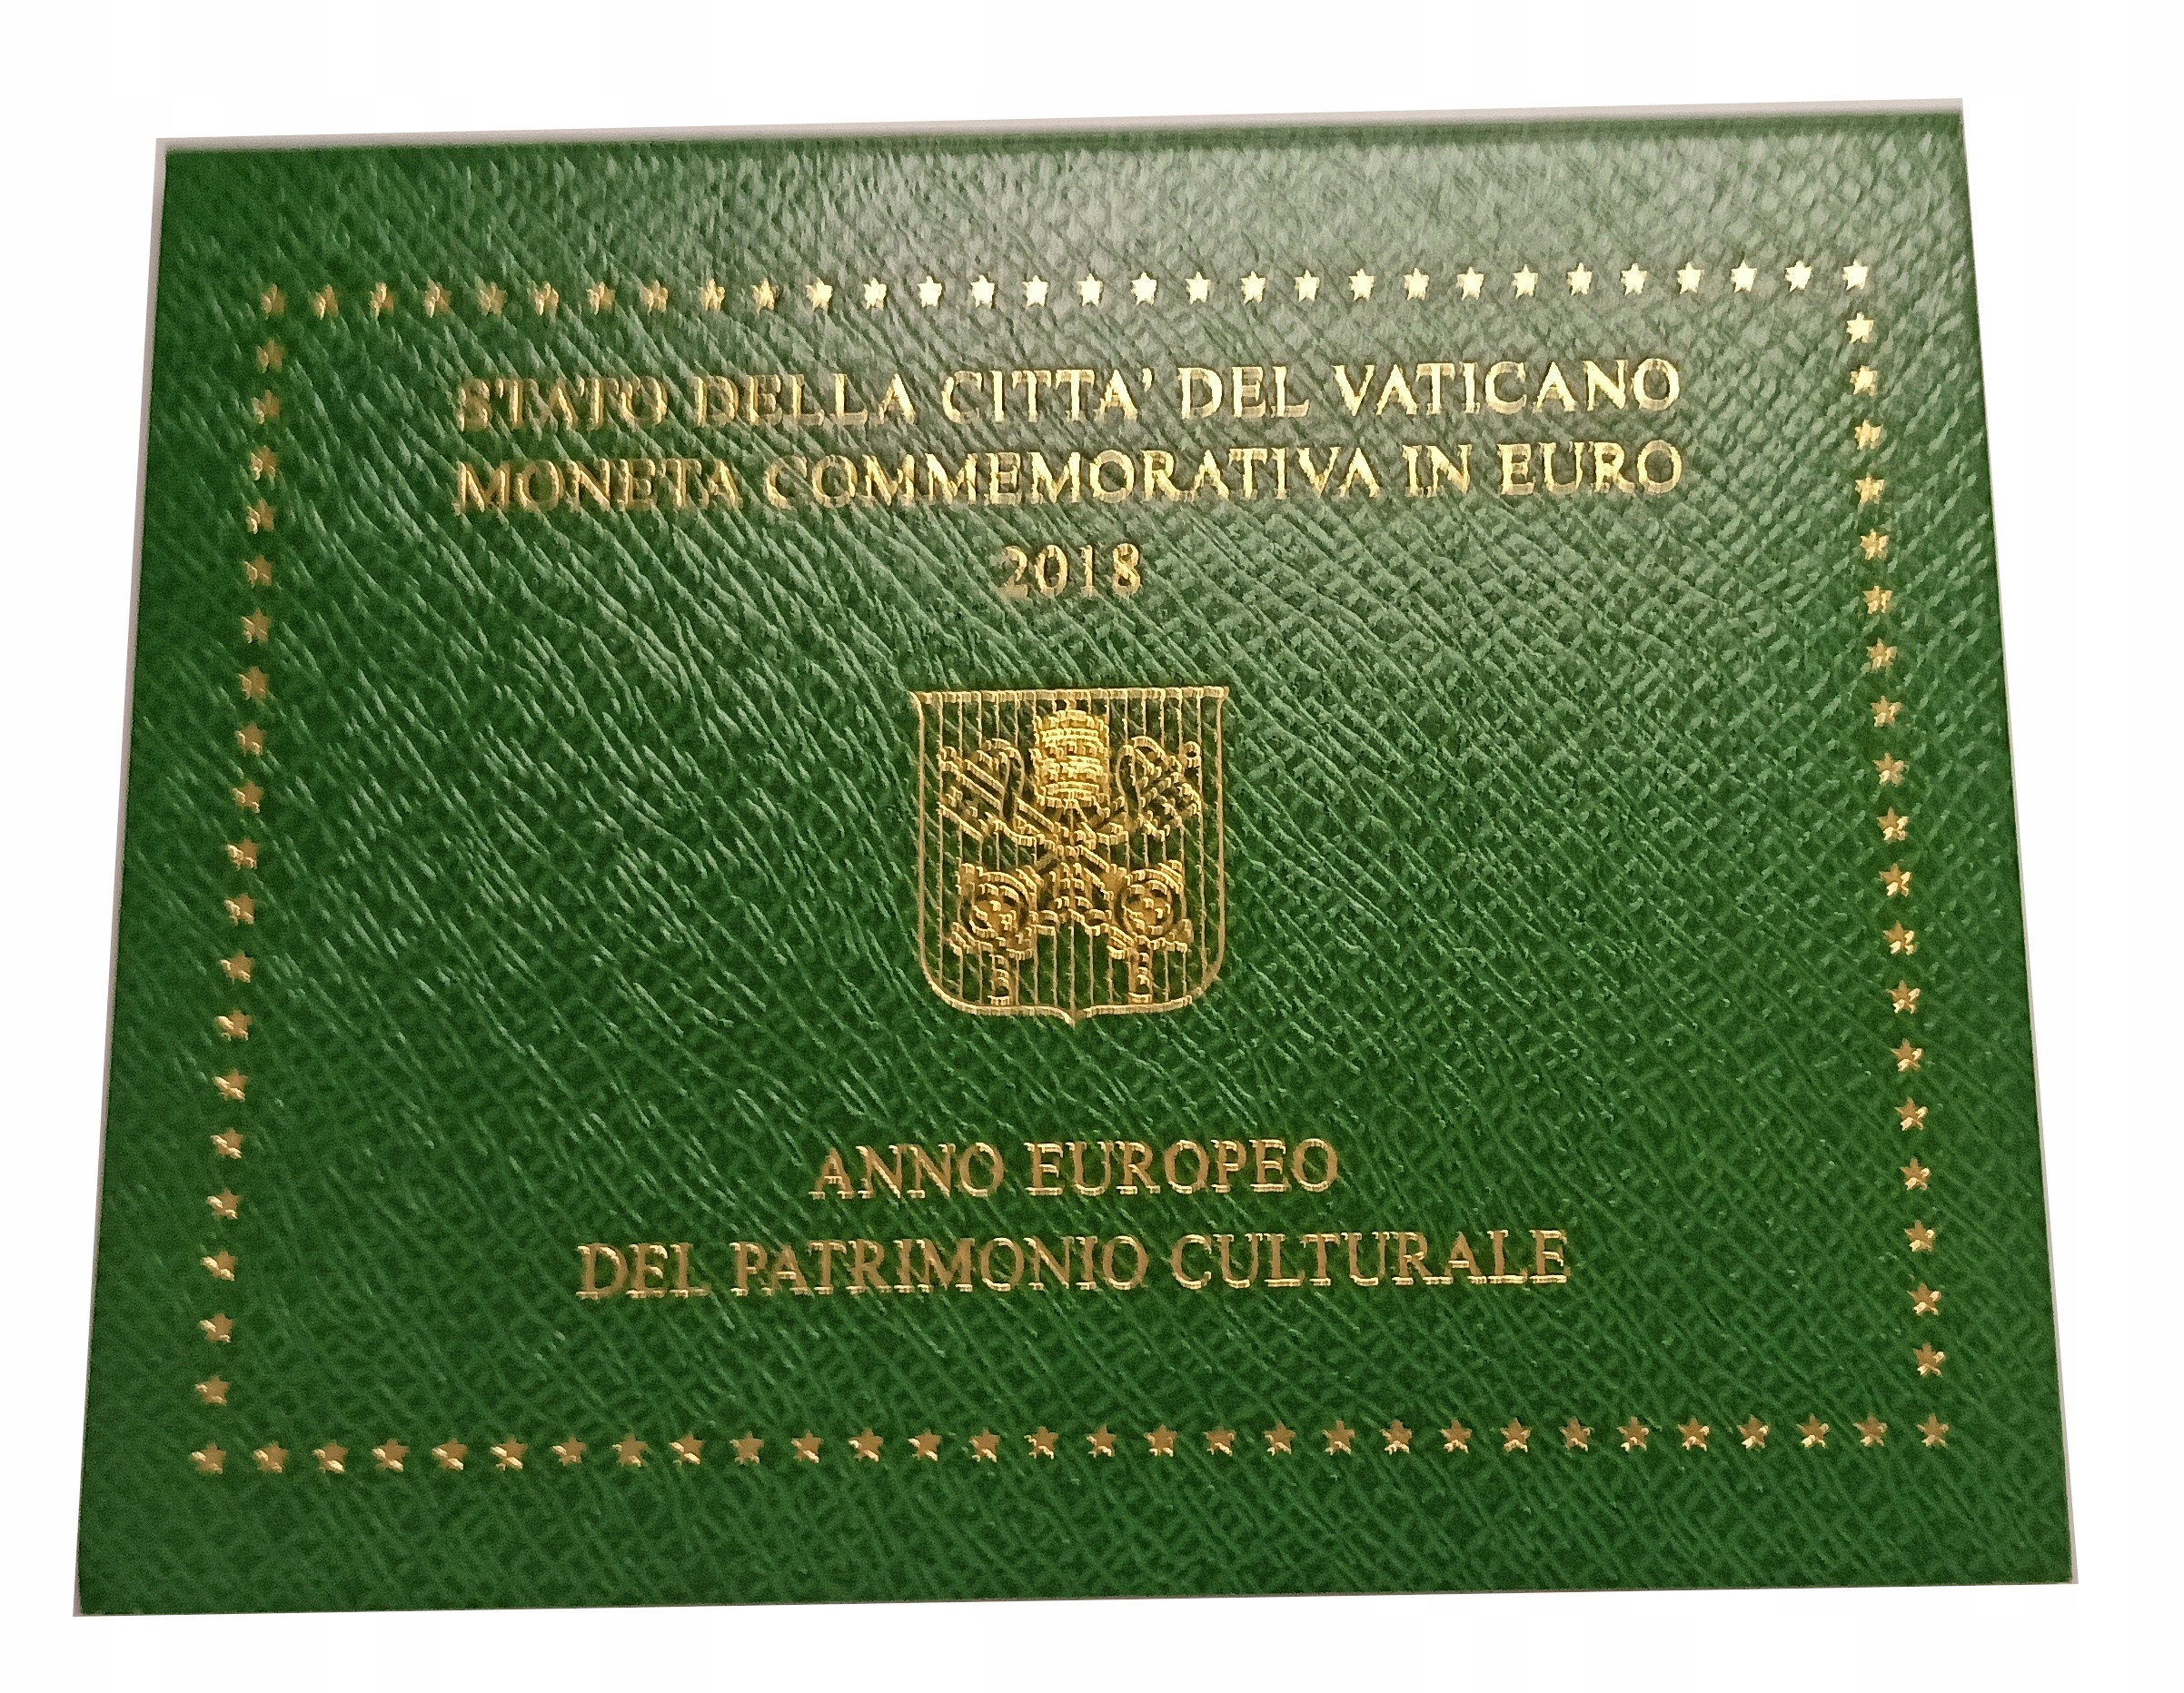 STATO DELLA CITTA' DEL VATICANO
MONETA COMMEMORATIVA IN EURO
2018
ANNO EUROPEO
DEL PATRIMONIO CULTURALE